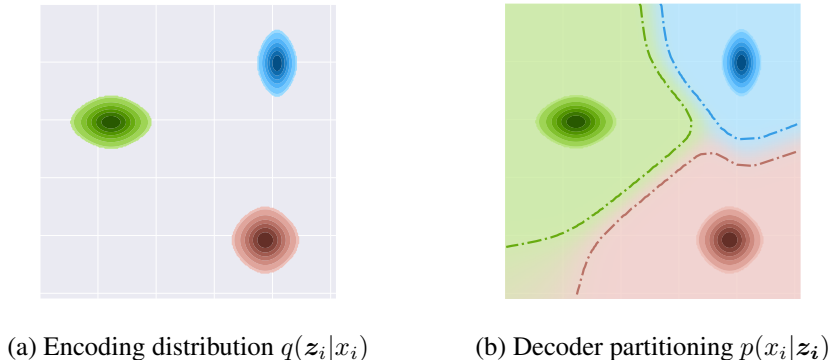 (a) Encoding distribution q(z_i|x_i)
(b) Decoder partitioning p(x_i|z_i)